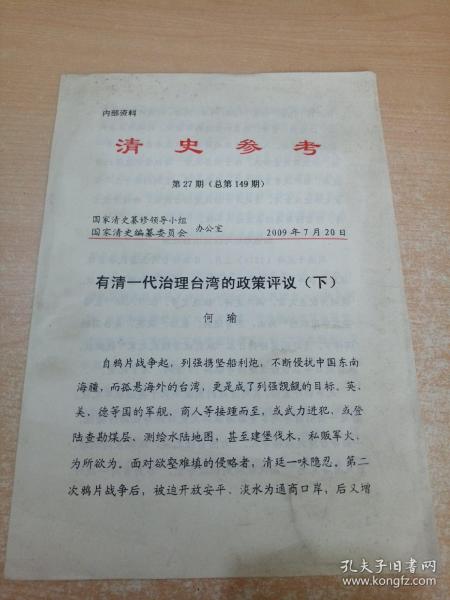 内部资料
清史参考
第27期（总第149期）
国家清史纂修领导小组
国家清史编纂委员会 办公室 2009年7月20日
有清一代治理台湾的政策评议（下）
何瑜
自鸦片战争起，列强携坚船利炮，不断侵扰中国东南
海疆，而孤悬海外的台湾，更是成了列强觊觎的目标。英、
美、德等国的军舰、商人等接踵而至，或武力进犯，或登
陆查勘煤层、测绘水陆地图，甚至建堡伐木，私贩军火，
为所欲为。面对欲壑难填的侵略者，清廷一味隐忍。第二
次鸦片战争后，被迫开放安平、淡水为通商口岸，后又增
孔夫子旧书网
www.kongfz.com